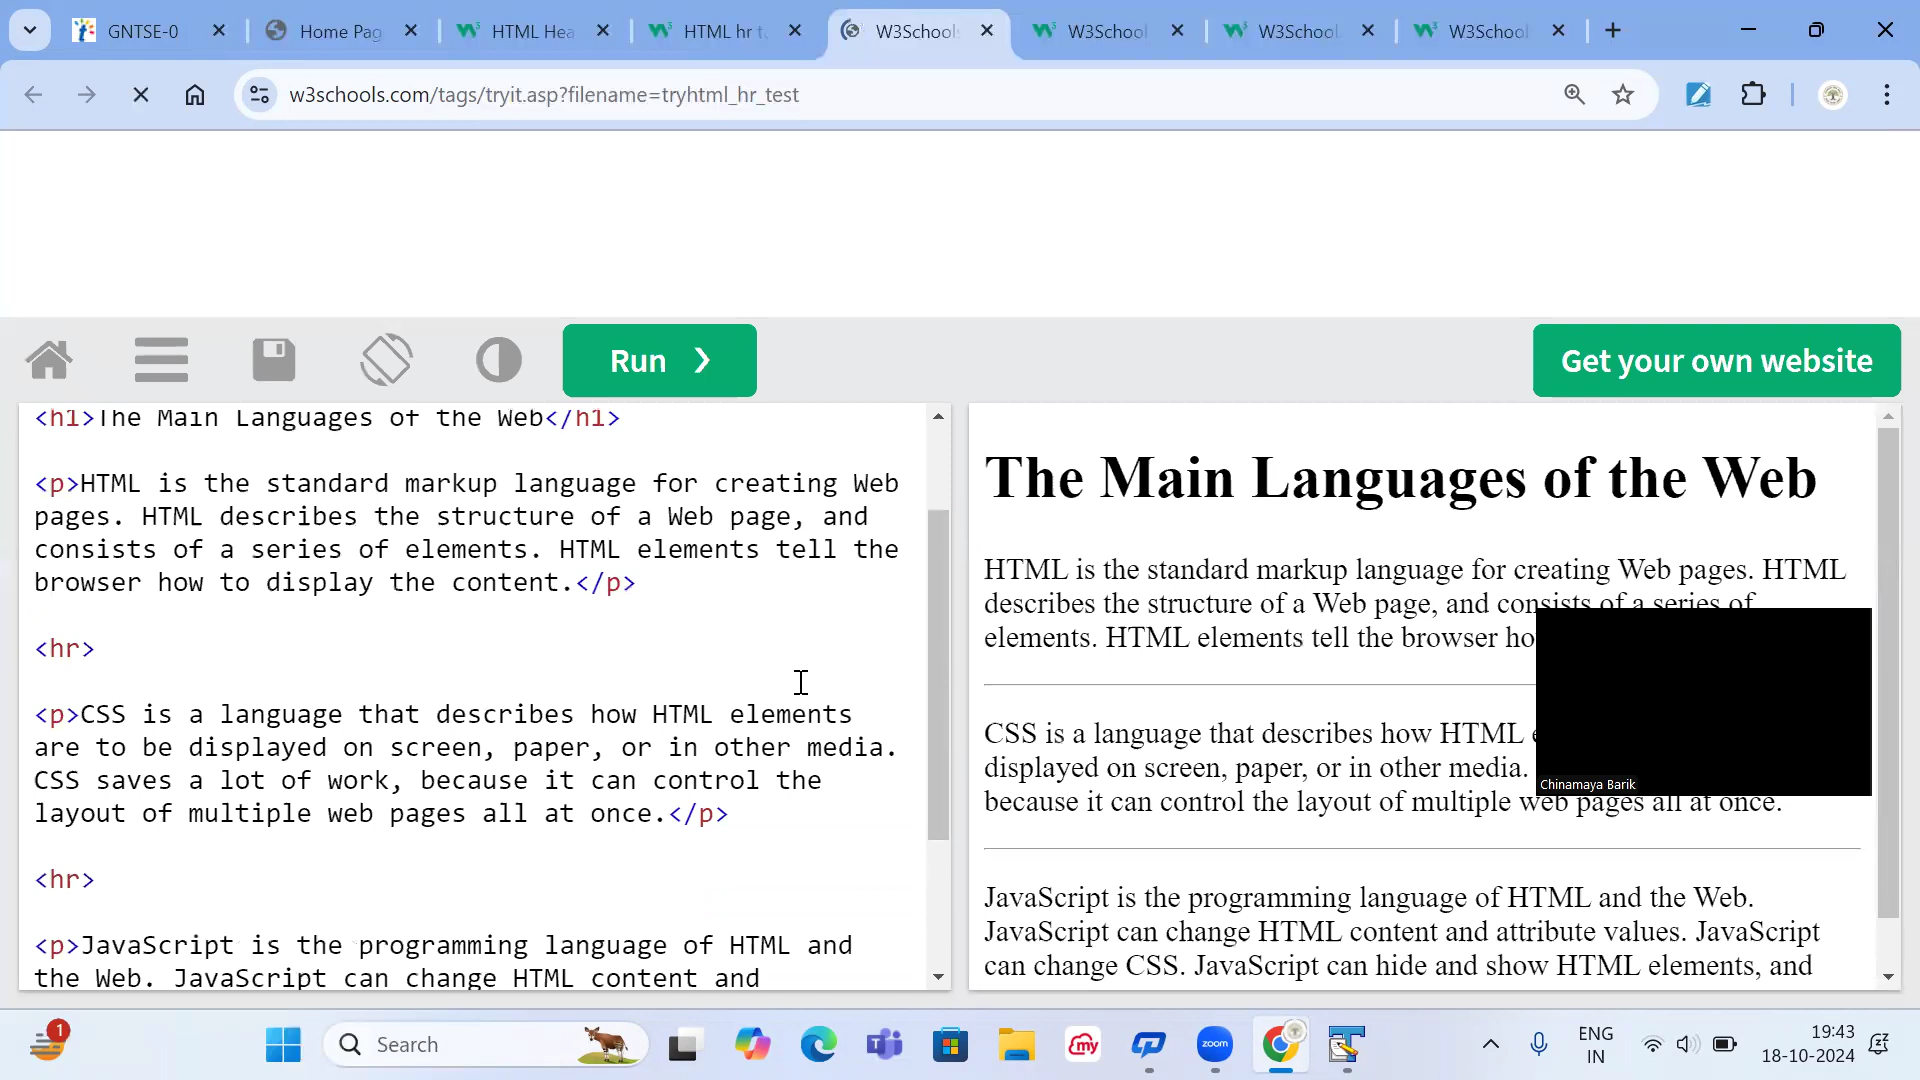 GNTSE-0
Home Pag
HTML Hea
HTML hr t
W3Schools
W3School
W3School
W3School
w3schools.com/tags/tryit.asp?filename=tryhtml_hr_test
Run ❯
Get your own website
<h1>The Main Languages of the Web</h1>
<p>HTML is the standard markup language for creating Web
pages. HTML describes the structure of a Web page, and
consists of a series of elements. HTML elements tell the
browser how to display the content.</p>
<hr>
<p>CSS is a language that describes how HTML elements
are to be displayed on screen, paper, or in other media.
CSS saves a lot of work, because it can control the
layout of multiple web pages all at once.</p>
<hr>
<p>JavaScript is the programming language of HTML and
the Web. JavaScript can change HTML content and
The Main Languages of the Web
HTML is the standard markup language for creating Web pages. HTML
describes the structure of a Web page, and consists of a series of
elements. HTML elements tell the browser ho
CSS is a language that describes how HTML
displayed on screen, paper, or in other media.
because it can control the layout of multiple web pages all at once.
JavaScript is the programming language of HTML and the Web.
JavaScript can change HTML content and attribute values. JavaScript
can change CSS. JavaScript can hide and show HTML elements, and
Chinamaya Barik
1
Search
my
zoom
ENG
IN
19:43
18-10-2024